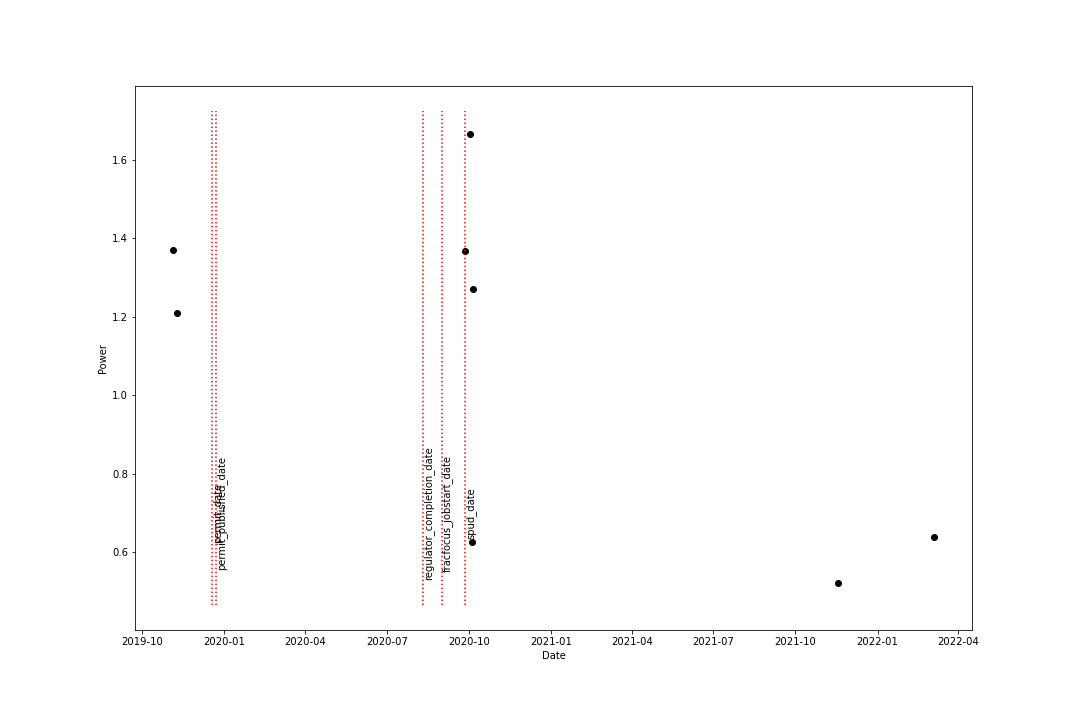 1.6
1.4
1.2
1.0
0.8
0.6
Power
permit_date
permit_published_date
regulator_completion_date
fracfocus_jobstart_date
spud_date
2019-10 2020-01 2020-04 2020-07 2020-10 2021-01 2021-04 2021-07 2021-10 2022-01 2022-04
Date